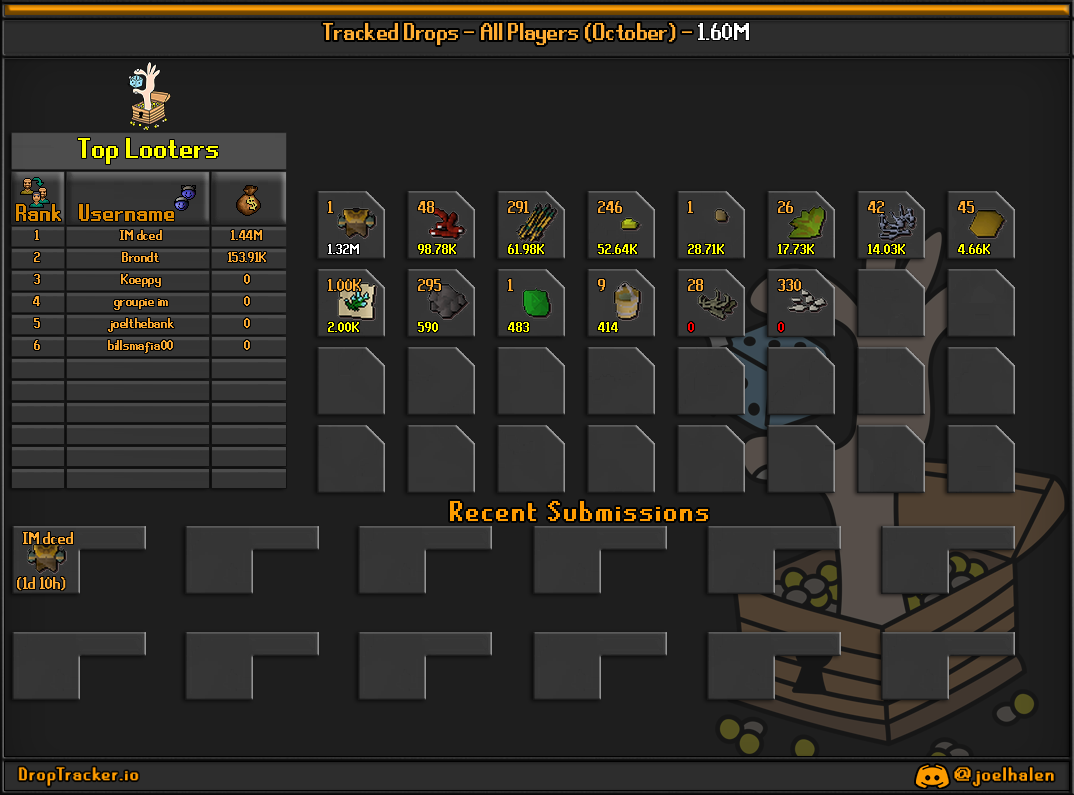 Tracked Drops - All Players (October) - 1.60M
Top Looters
Rank Username
1 IM dced 1.44M
2 Brondt 153.91K
3 Koeppy 0
4 groupie im 0
5 joelthebank 0
6 billsmafia00 0
1 48 291 246 1 26 42 45
1.32M 98.78K 61.98K 52.64K 28.71K 17.73K 14.03K 4.66K
1.00K 295 1 9 28 330
2.00K 590 483 414 0 0
Recent Submissions
IM dced
(1d 10h)
DropTracker.io @joelhalen